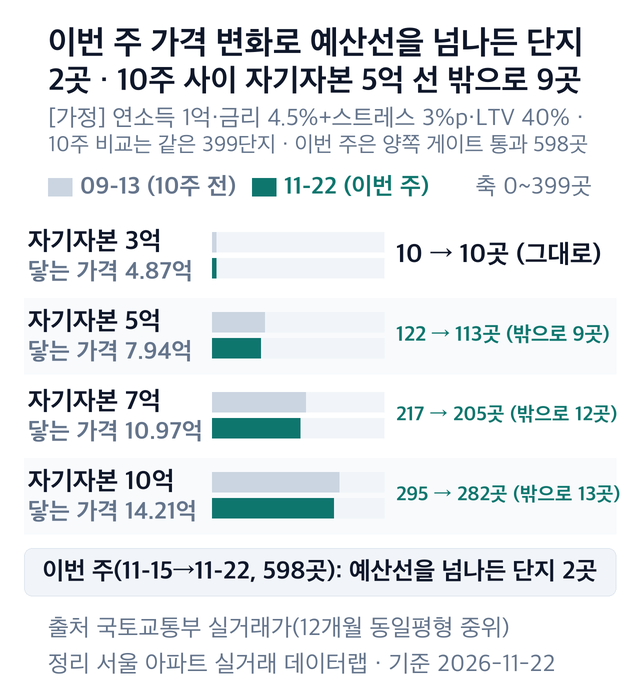 이번 주 가격 변화로 예산선을 넘나든 단지
2곳 · 10주 사이 자기자본 5억 선 밖으로 9곳
[가정] 연소득 1억·금리 4.5%+스트레스 3%p·LTV 40% ·
10주 비교는 같은 399단지 · 이번 주은 양쪽 게이트 통과 598곳
09-13 (10주 전) 11-22 (이번 주) 축 0~399곳
자기자본 3억
닿는 가격 4.87억
10 → 10곳 (그대로)
자기자본 5억
닿는 가격 7.94억
122 → 113곳 (밖으로 9곳)
자기자본 7억
닿는 가격 10.97억
217 → 205곳 (밖으로 12곳)
자기자본 10억
닿는 가격 14.21억
295 → 282곳 (밖으로 13곳)
이번 주(11-15→11-22, 598곳): 예산선을 넘나든 단지 2곳
출처 국토교통부 실거래가(12개월 동일평형 중위)
정리 서울 아파트 실거래 데이터랩 · 기준 2026-11-22